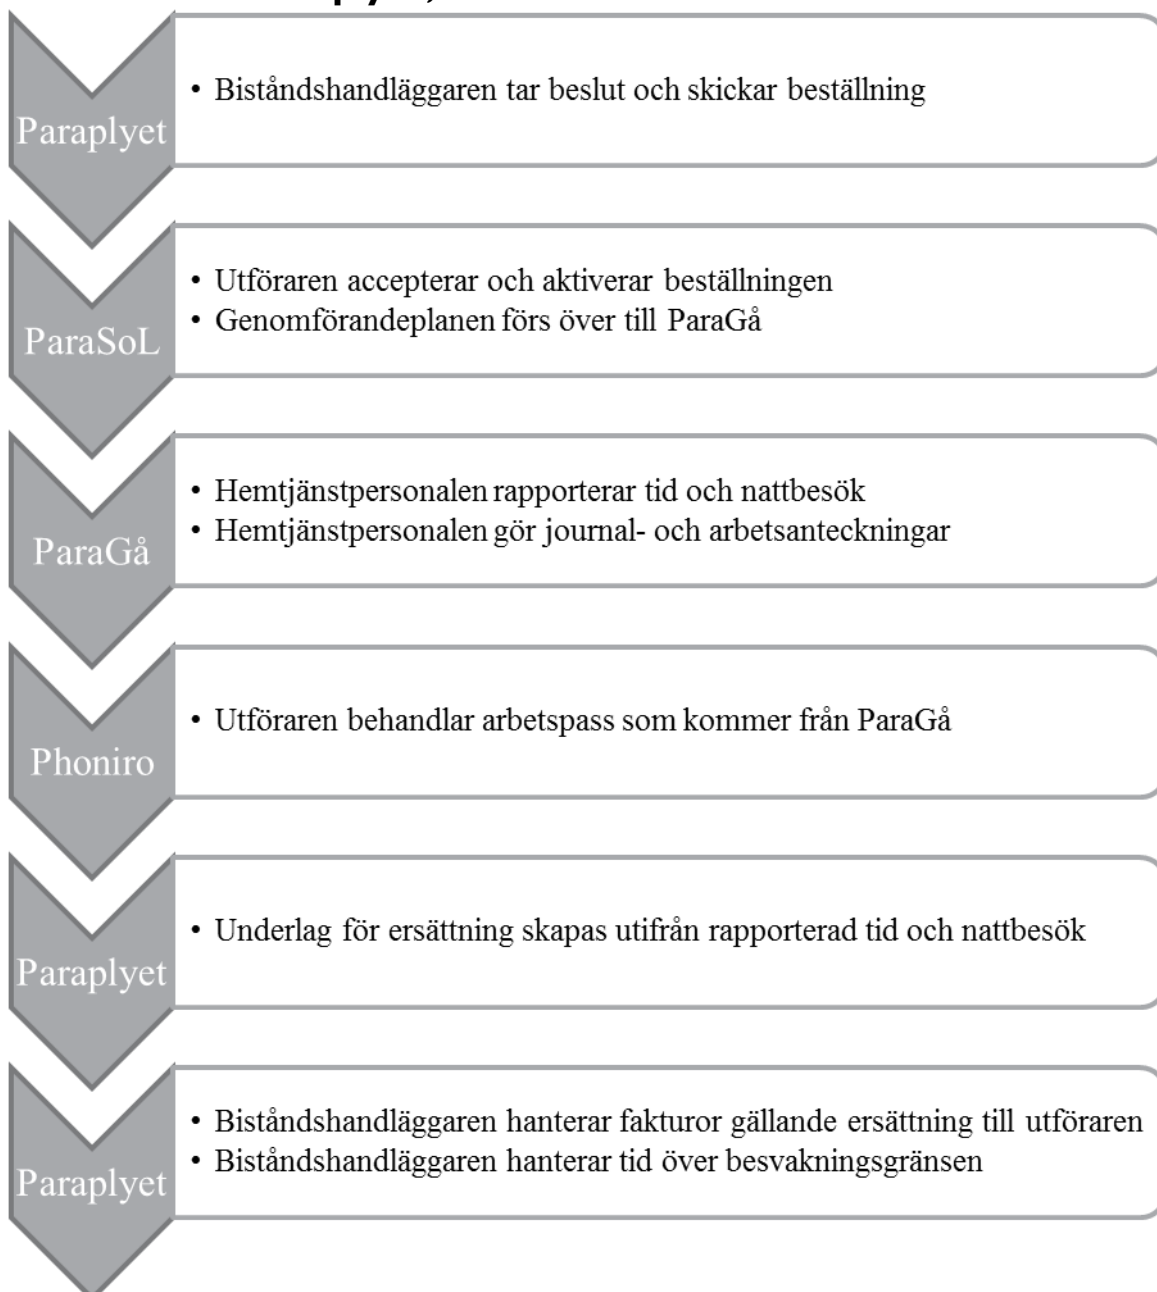 Paraplyet
• Biståndshandläggaren tar beslut och skickar beställning
ParaSoL
• Utföraren accepterar och aktiverar beställningen
• Genomförandeplanen förs över till ParaGå
ParaGå
• Hemtjänstpersonalen rapporterar tid och nattbesök
• Hemtjänstpersonalen gör journal- och arbetsanteckningar
Phoniro
• Utföraren behandlar arbetspass som kommer från ParaGå
Paraplyet
• Underlag för ersättning skapas utifrån rapporterad tid och nattbesök
Paraplyet
• Biståndshandläggaren hanterar fakturor gällande ersättning till utföraren
• Biståndshandläggaren hanterar tid över besvakningsgränsen